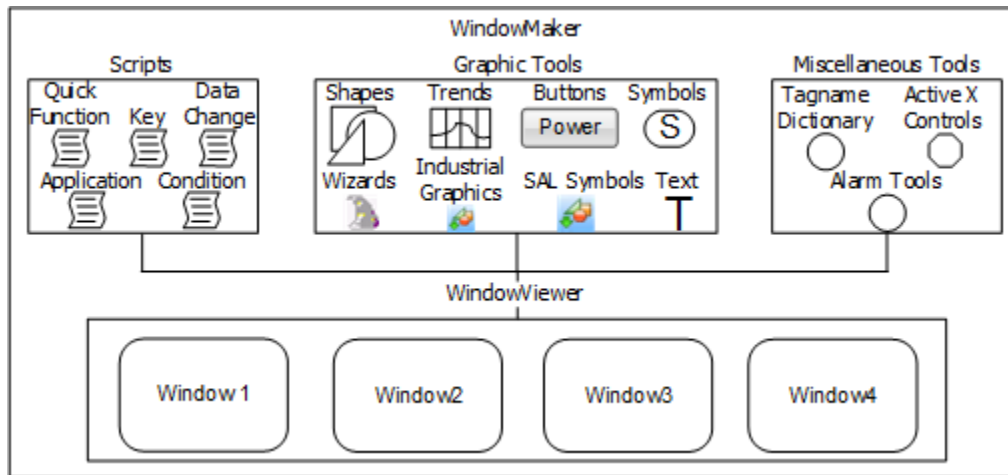 WindowMaker
Scripts
Quick Function
Key
Data Change
Application
Condition
Graphic Tools
Shapes
Trends
Buttons
Power
Symbols
S
Wizards
Industrial Graphics
SAL Symbols
Text
T
Miscellaneous Tools
Tagname Dictionary
Active X Controls
Alarm Tools
WindowViewer
Window 1
Window2
Window3
Window4